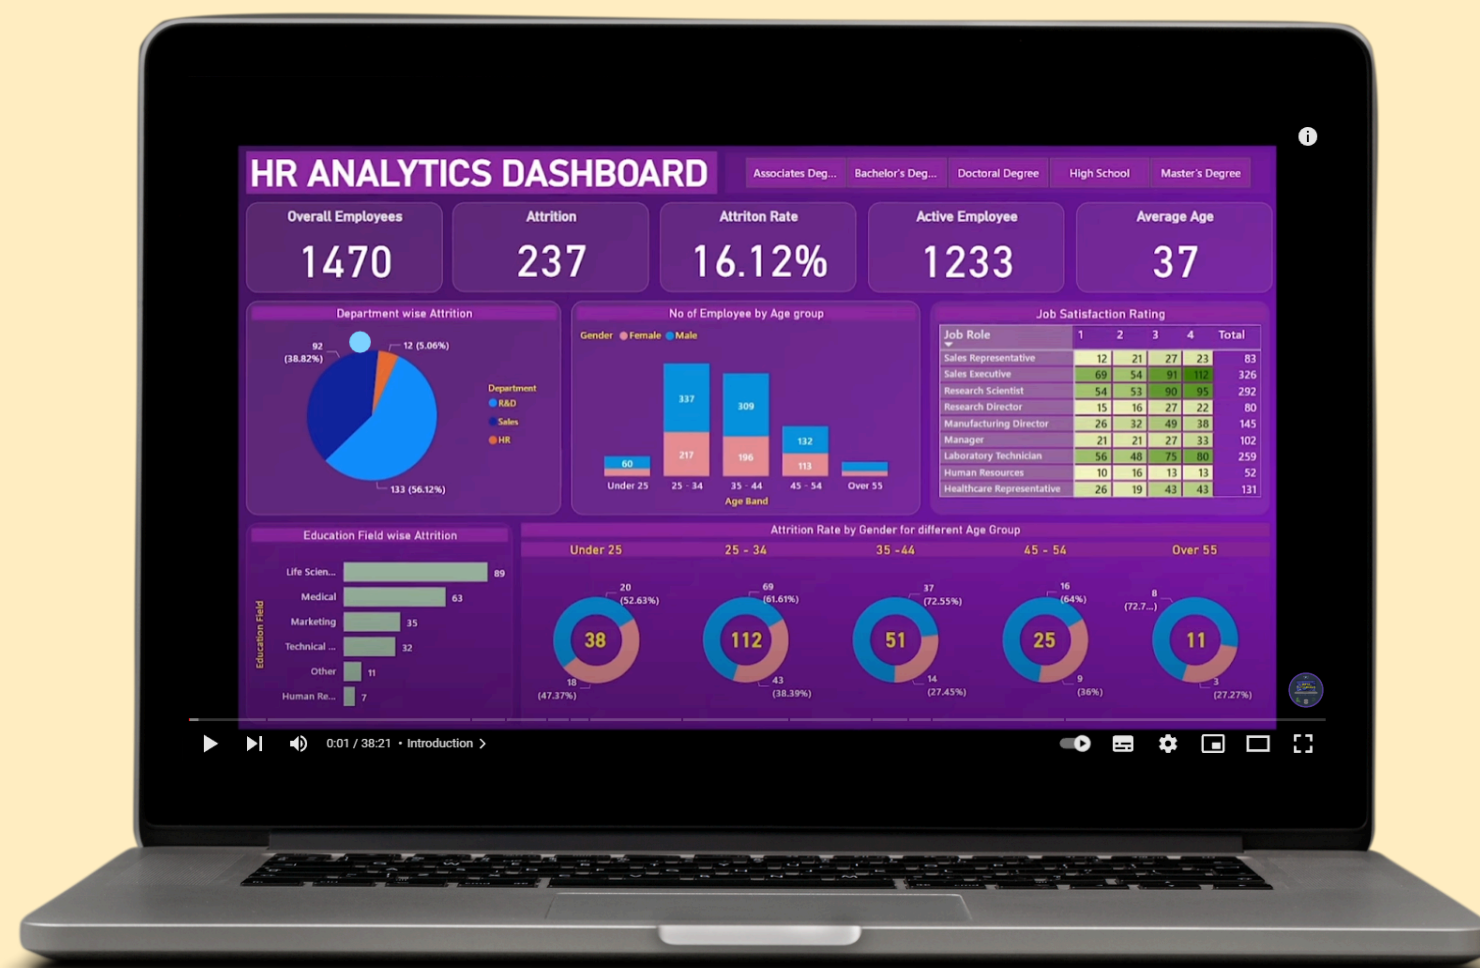 HR ANALYTICS DASHBOARD
Associates Deg...
Bachelor's Deg...
Doctoral Degree
High School
Master's Degree
Overall Employees
1470
Attrition
237
Attriton Rate
16.12%
Active Employee
1233
Average Age
37
Department wise Attrition
92
(38.82%)
12 (5.06%)
133 (56.12%)
Department
R&D
Sales
HR
No of Employee by Age group
Gender Female Male
60
337
217
309
196
132
113
Under 25 25 - 34 35 - 44 45 - 54 Over 55
Age Band
Job Satisfaction Rating
Job Role 1 2 3 4 Total
Sales Representative 12 21 27 23 83
Sales Executive 69 54 91 112 326
Research Scientist 54 53 90 95 292
Research Director 15 16 27 22 80
Manufacturing Director 26 32 49 38 145
Manager 21 21 27 33 102
Laboratory Technician 56 48 75 80 259
Human Resources 10 16 13 13 52
Healthcare Representative 26 19 43 43 131
Education Field wise Attrition
Education Field
Life Scien... 89
Medical 63
Marketing 35
Technical ... 32
Other 11
Human Re... 7
Attrition Rate by Gender for different Age Group
Under 25 25 - 34 35 -44 45 - 54 Over 55
20
(52.63%)
38
18
(47.37%)
69
(61.61%)
112
43
(38.39%)
37
(72.55%)
51
14
(27.45%)
16
(64%)
25
9
(36%)
8
(72.7...)
11
3
(27.27%)
0:01 / 38:21 • Introduction